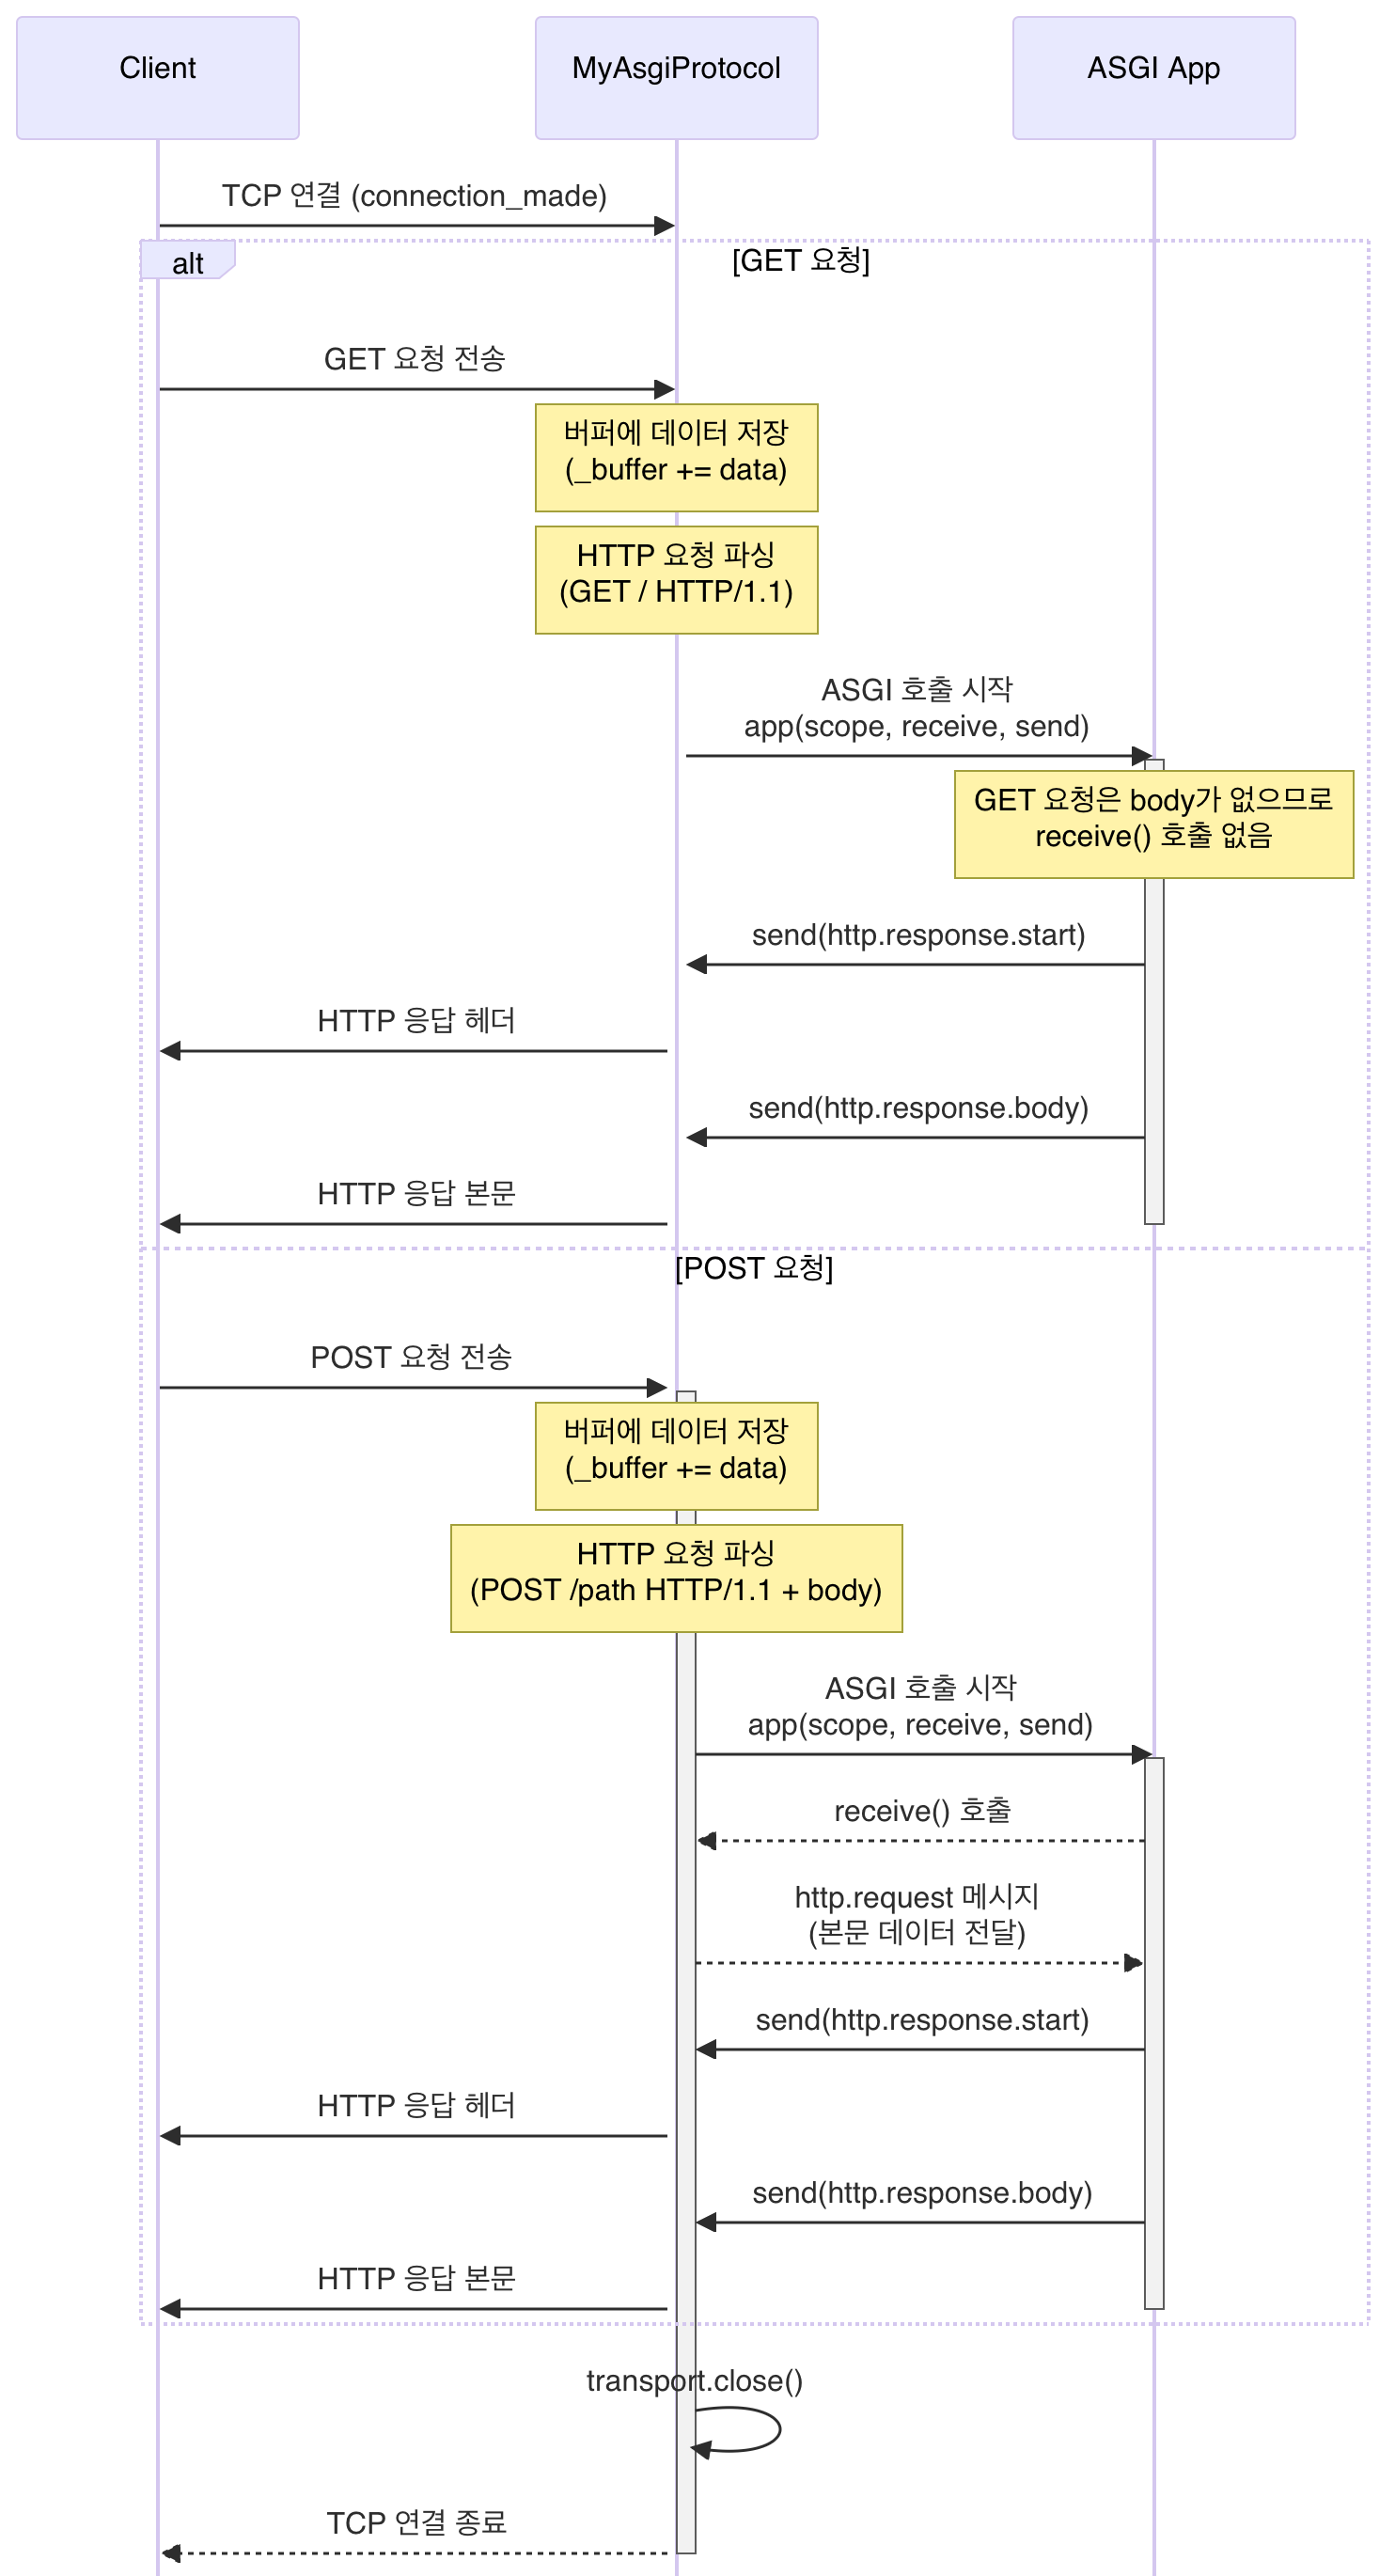 Client
MyAsgiProtocol
ASGI App
TCP 연결 (connection_made)
alt
[GET 요청]
GET 요청 전송
버퍼에 데이터 저장
(_buffer += data)
HTTP 요청 파싱
(GET / HTTP/1.1)
ASGI 호출 시작
app(scope, receive, send)
GET 요청은 body가 없으므로
receive() 호출 없음
send(http.response.start)
HTTP 응답 헤더
send(http.response.body)
HTTP 응답 본문
[POST 요청]
POST 요청 전송
버퍼에 데이터 저장
(_buffer += data)
HTTP 요청 파싱
(POST /path HTTP/1.1 + body)
ASGI 호출 시작
app(scope, receive, send)
receive() 호출
http.request 메시지
(본문 데이터 전달)
send(http.response.start)
HTTP 응답 헤더
send(http.response.body)
HTTP 응답 본문
transport.close()
TCP 연결 종료